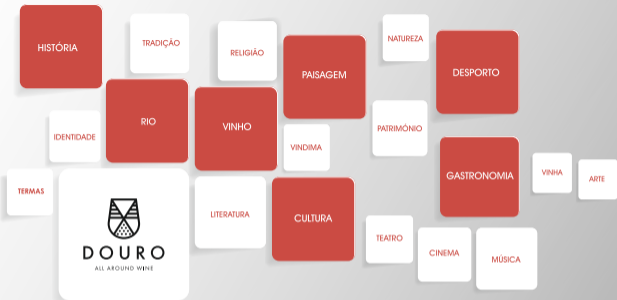 HISTÓRIA
TRADIÇÃO
RELIGIÃO
PAISAGEM
NATUREZA
DESPORTO
IDENTIDADE
RIO
VINHO
VINDIMA
PATRIMÓNIO
GASTRONOMIA
VINHA
ARTE
TERMAS
DOURO
ALL AROUND WINE
LITERATURA
CULTURA
TEATRO
CINEMA
MÚSICA